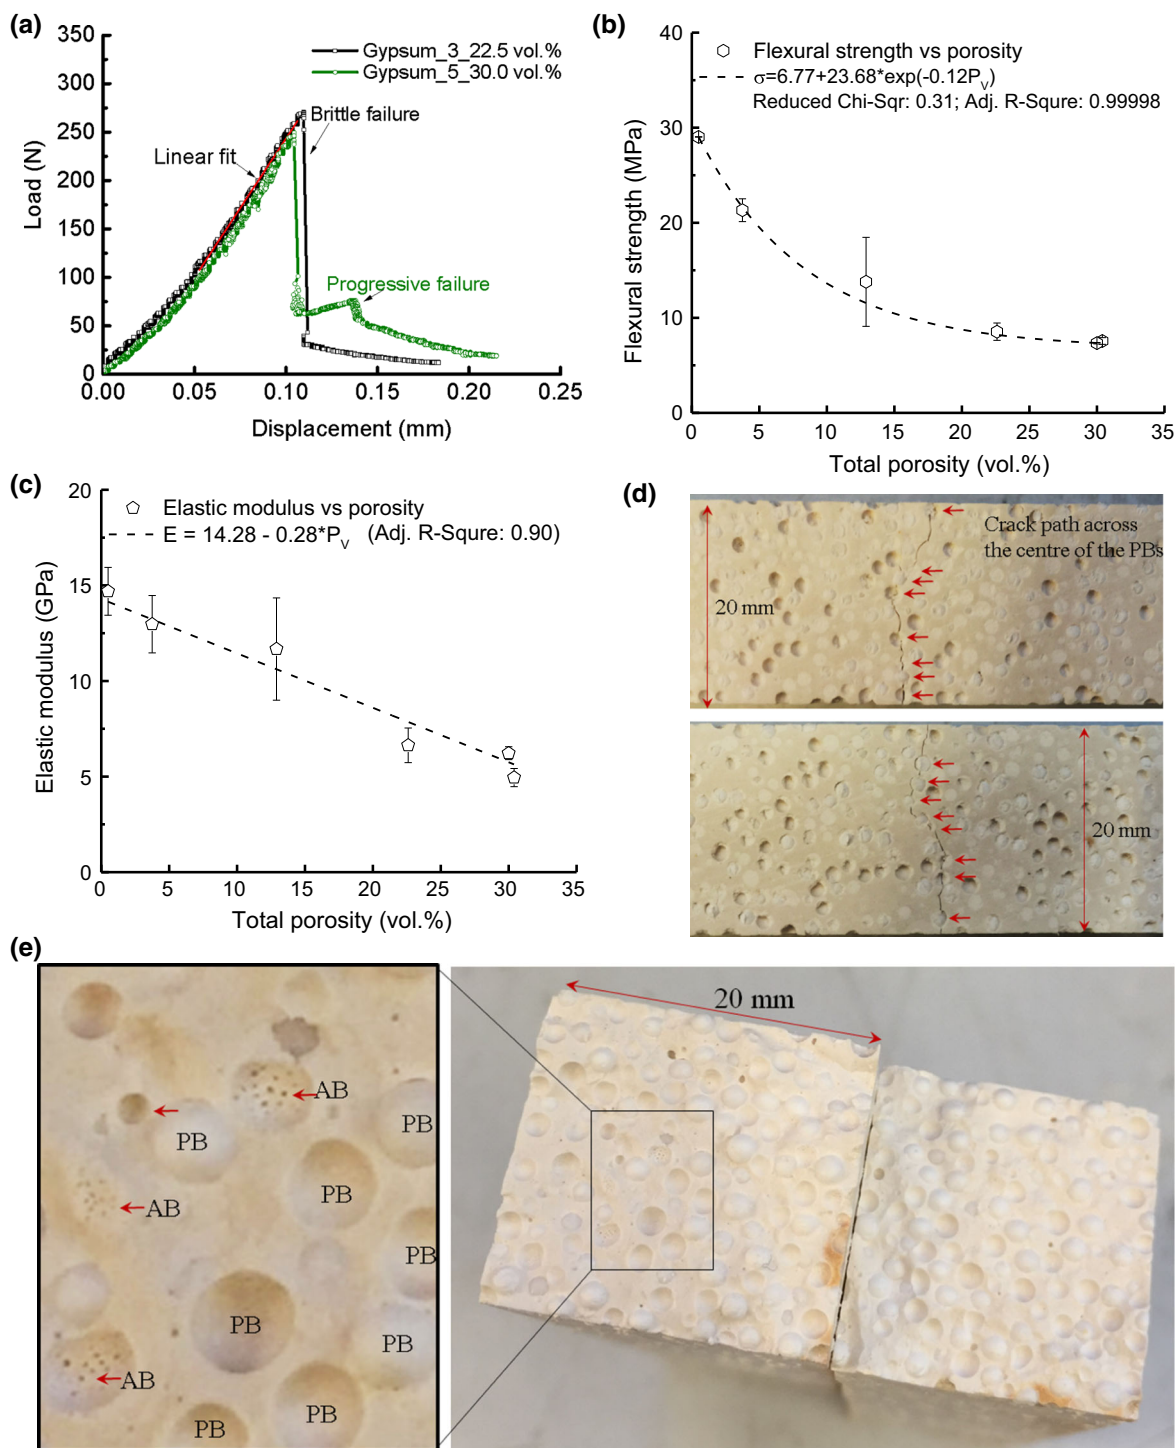 (a)
350
300
250
200
150
100
50
0
0.00
0.05
0.10
0.15
0.20
0.25
Load (N)
Displacement (mm)
Gypsum_3_22.5 vol.%
Gypsum_5_30.0 vol.%
Brittle failure
Linear fit
Progressive failure
(b)
40
30
20
10
0
0
5
10
15
20
25
30
35
Flexural strength (MPa)
Total porosity (vol.%)
Flexural strength vs porosity
σ=6.77+23.68*exp(-0.12P_V)
Reduced Chi-Sqr: 0.31; Adj. R-Squre: 0.99998
(c)
20
15
10
5
0
0
5
10
15
20
25
30
35
Elastic modulus (GPa)
Total porosity (vol.%)
Elastic modulus vs porosity
E = 14.28 - 0.28*P_V (Adj. R-Squre: 0.90)
(d)
Crack path across
the centre of the PBs
20 mm
20 mm
(e)
AB
PB
PB
PB
AB
PB
PB
PB
AB
PB
PB
20 mm